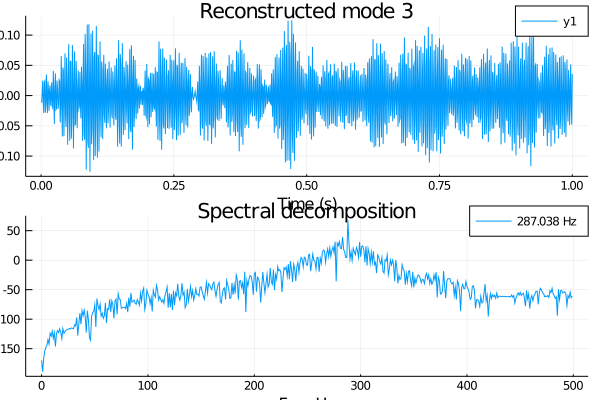 Reconstructed mode 3
y1
0.10
0.05
0.00
0.05
0.10
0.00 0.25 0.50 0.75 1.00
Time (s)
Spectral decomposition
287.038 Hz
50
0
-50
100
150
0 100 200 300 400 500